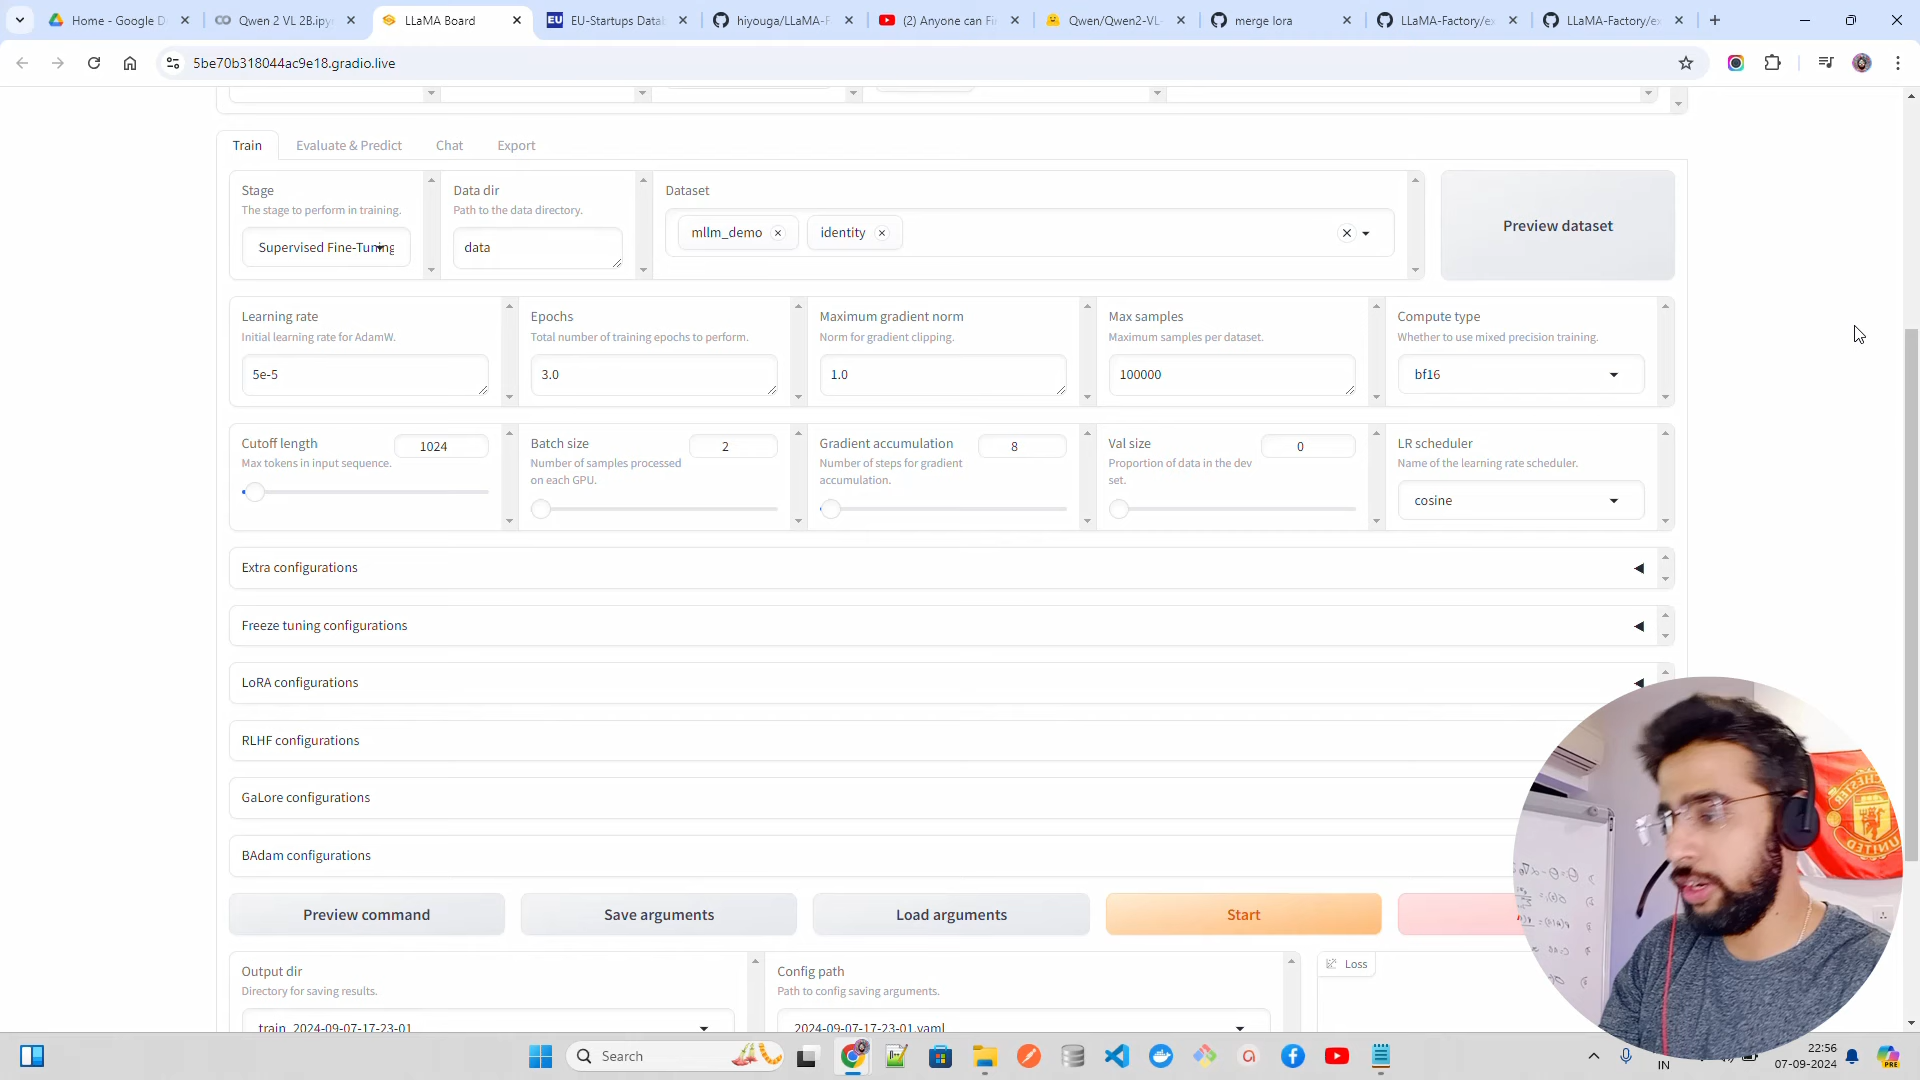 Home - Google D
Qwen 2 VL 2B.ipy
LLaMA Board
EU-Startups Data
hiyouga/LLaMA-F
(2) Anyone can Fi
Qwen/Qwen2-VL-
merge lora
LLaMA-Factory/e
LLaMA-Factory/e
5be70b318044ac9e18.gradio.live
Train
Evaluate & Predict
Chat
Export
Stage
The stage to perform in training.
Supervised Fine-Tuning
Data dir
Path to the data directory.
data
Dataset
mllm_demo
identity
Preview dataset
Learning rate
Initial learning rate for AdamW.
5e-5
Epochs
Total number of training epochs to perform.
3.0
Maximum gradient norm
Norm for gradient clipping.
1.0
Max samples
Maximum samples per dataset.
100000
Compute type
Whether to use mixed precision training.
bf16
Cutoff length
1024
Max tokens in input sequence.
Batch size
2
Number of samples processed
on each GPU.
Gradient accumulation
8
Number of steps for gradient
accumulation.
Val size
0
Proportion of data in the dev
set.
LR scheduler
Name of the learning rate scheduler.
cosine
Extra configurations
Freeze tuning configurations
LoRA configurations
RLHF configurations
GaLore configurations
BAdam configurations
Preview command
Save arguments
Load arguments
Start
Output dir
Directory for saving results.
train_2024-09-07-17-23-01
Config path
Path to config saving arguments.
2024-09-07-17-23-01.yaml
Loss
UNITED
Search
IN
22:56
07-09-2024